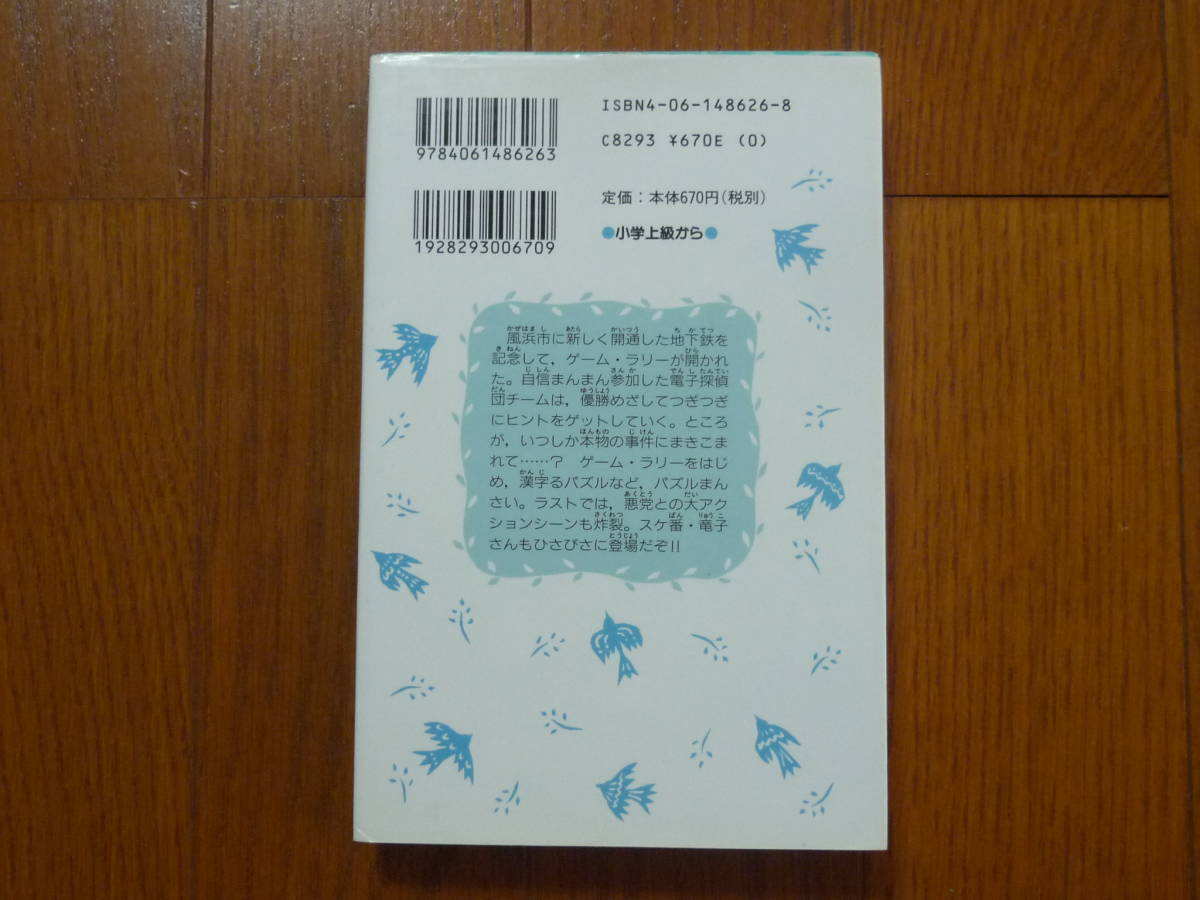 ISBN4-06-148626-8
9784061486263
C8293 ¥670E (0)
定価：本体670円(税別)
1928293006709
●小学上級から●
風浜市に新しく開通した地下鉄を
記念して，ゲーム・ラリーが開かれ
た。自信まんまん参加した電子探偵
団チームは，優勝めざしてつぎつぎ
にヒントをゲットしていく。ところ
が，いつしか本物の事件にまきこま
れて……？　ゲーム・ラリーをはじ
め，漢字るパズルなど，パズルまん
さい。ラストでは，悪党との大アク
ションシーンも炸裂。スケ番・竜子
さんもひさびさに登場だぞ!!